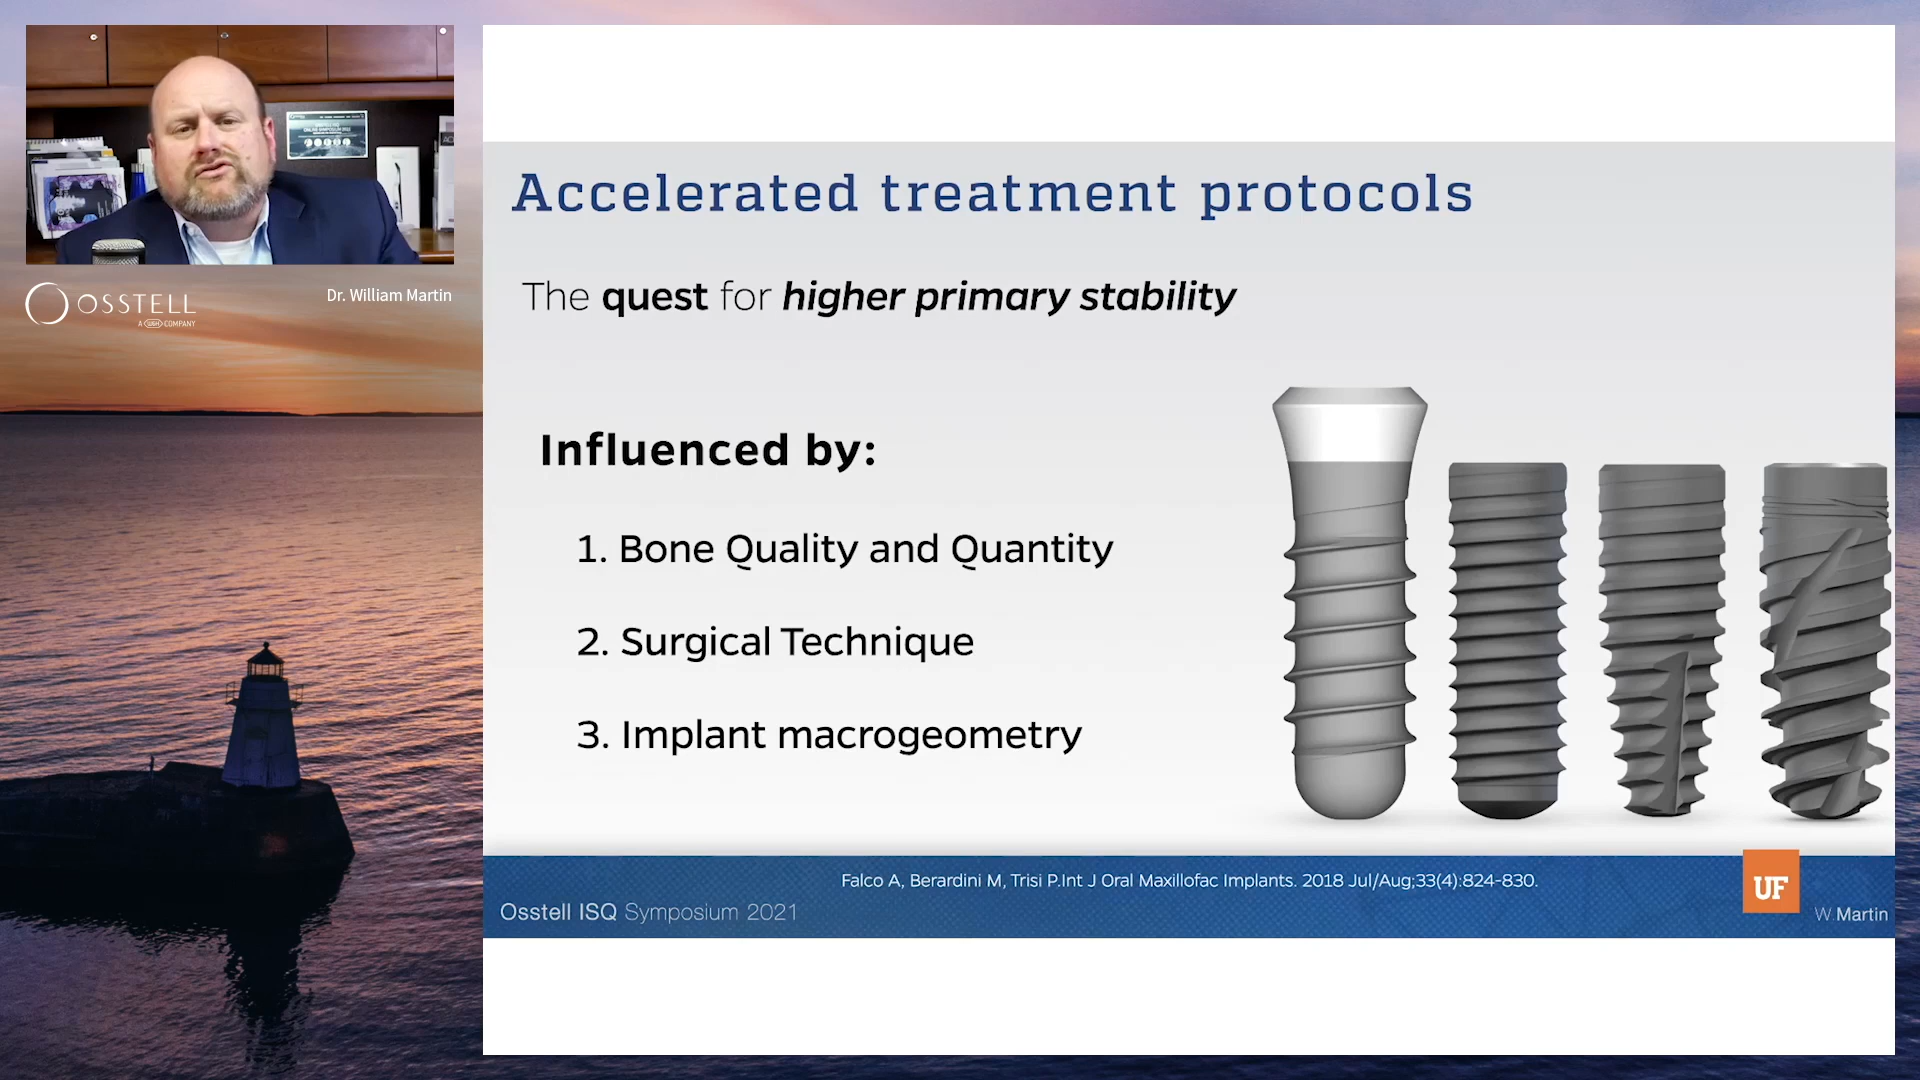 OSSTELL
A W&H COMPANY
Dr. William Martin
Accelerated treatment protocols
The quest for higher primary stability
Influenced by:
1. Bone Quality and Quantity
2. Surgical Technique
3. Implant macrogeometry
Falco A, Berardini M, Trisi P.Int J Oral Maxillofac Implants. 2018 Jul/Aug;33(4):824-830.
Osstell ISQ Symposium 2021
UF
W.Martin